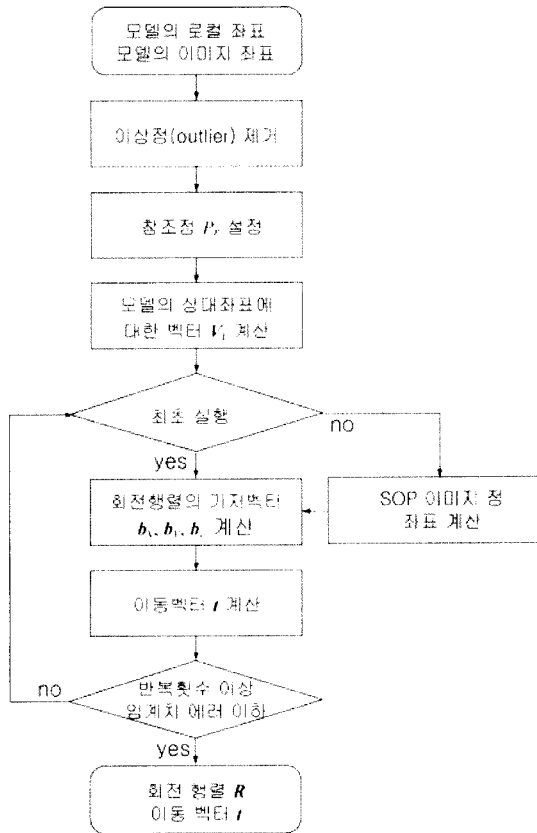 모델의 로컬 좌표
모델의 이미지 좌표
이상점(outlier) 제거
참조점 Pr 설정
모델의 상대좌표에
대한 벡터 Vi 계산
최초 실행
no
yes
회전행렬의 기저벡터
bx, by, bz 계산
SOP 이미지 점
좌표 계산
이동벡터 t 계산
반복횟수 이상
임계치 에러 이하
no
yes
회전 행렬 R
이동 벡터 t